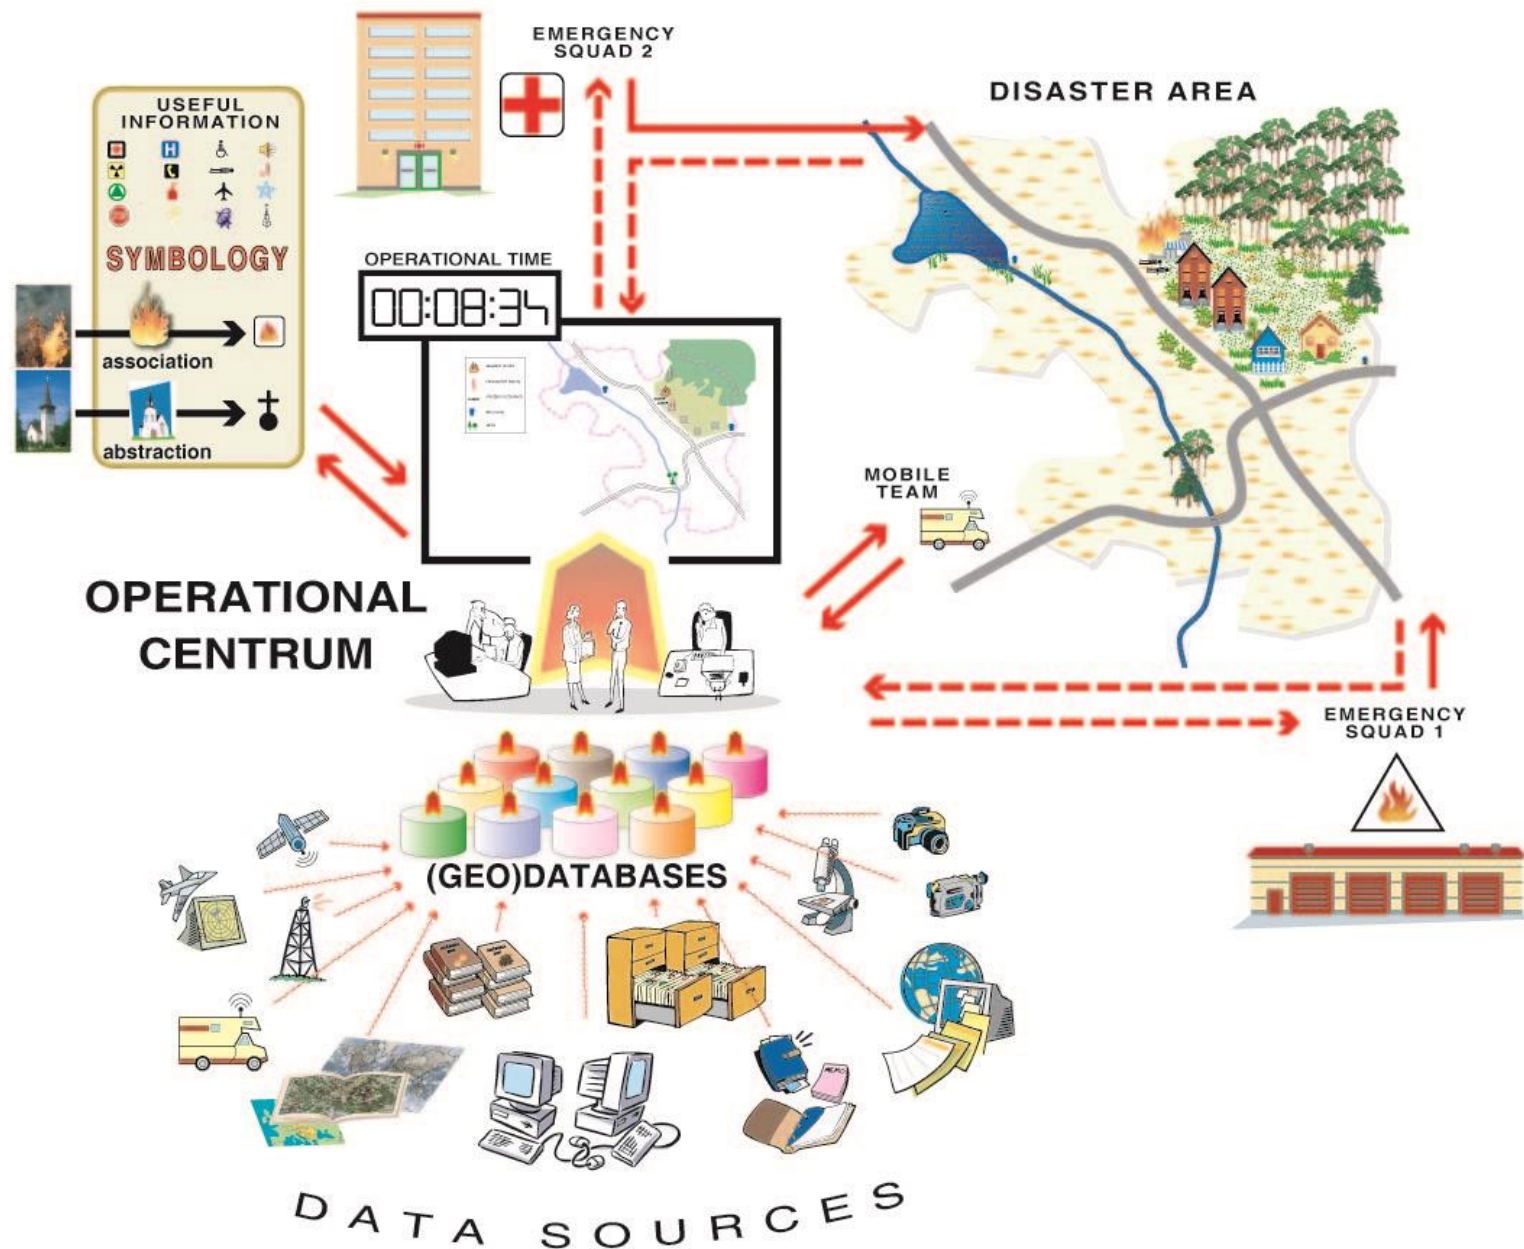 EMERGENCY
SQUAD 2
DISASTER AREA
USEFUL
INFORMATION
H
SYMBOLOGY
association
abstraction
OPERATIONAL TIME
00:08:34
MOBILE
TEAM
OPERATIONAL
CENTRUM
EMERGENCY
SQUAD 1
(GEO)DATABASES
MEMO
DATA SOURCES